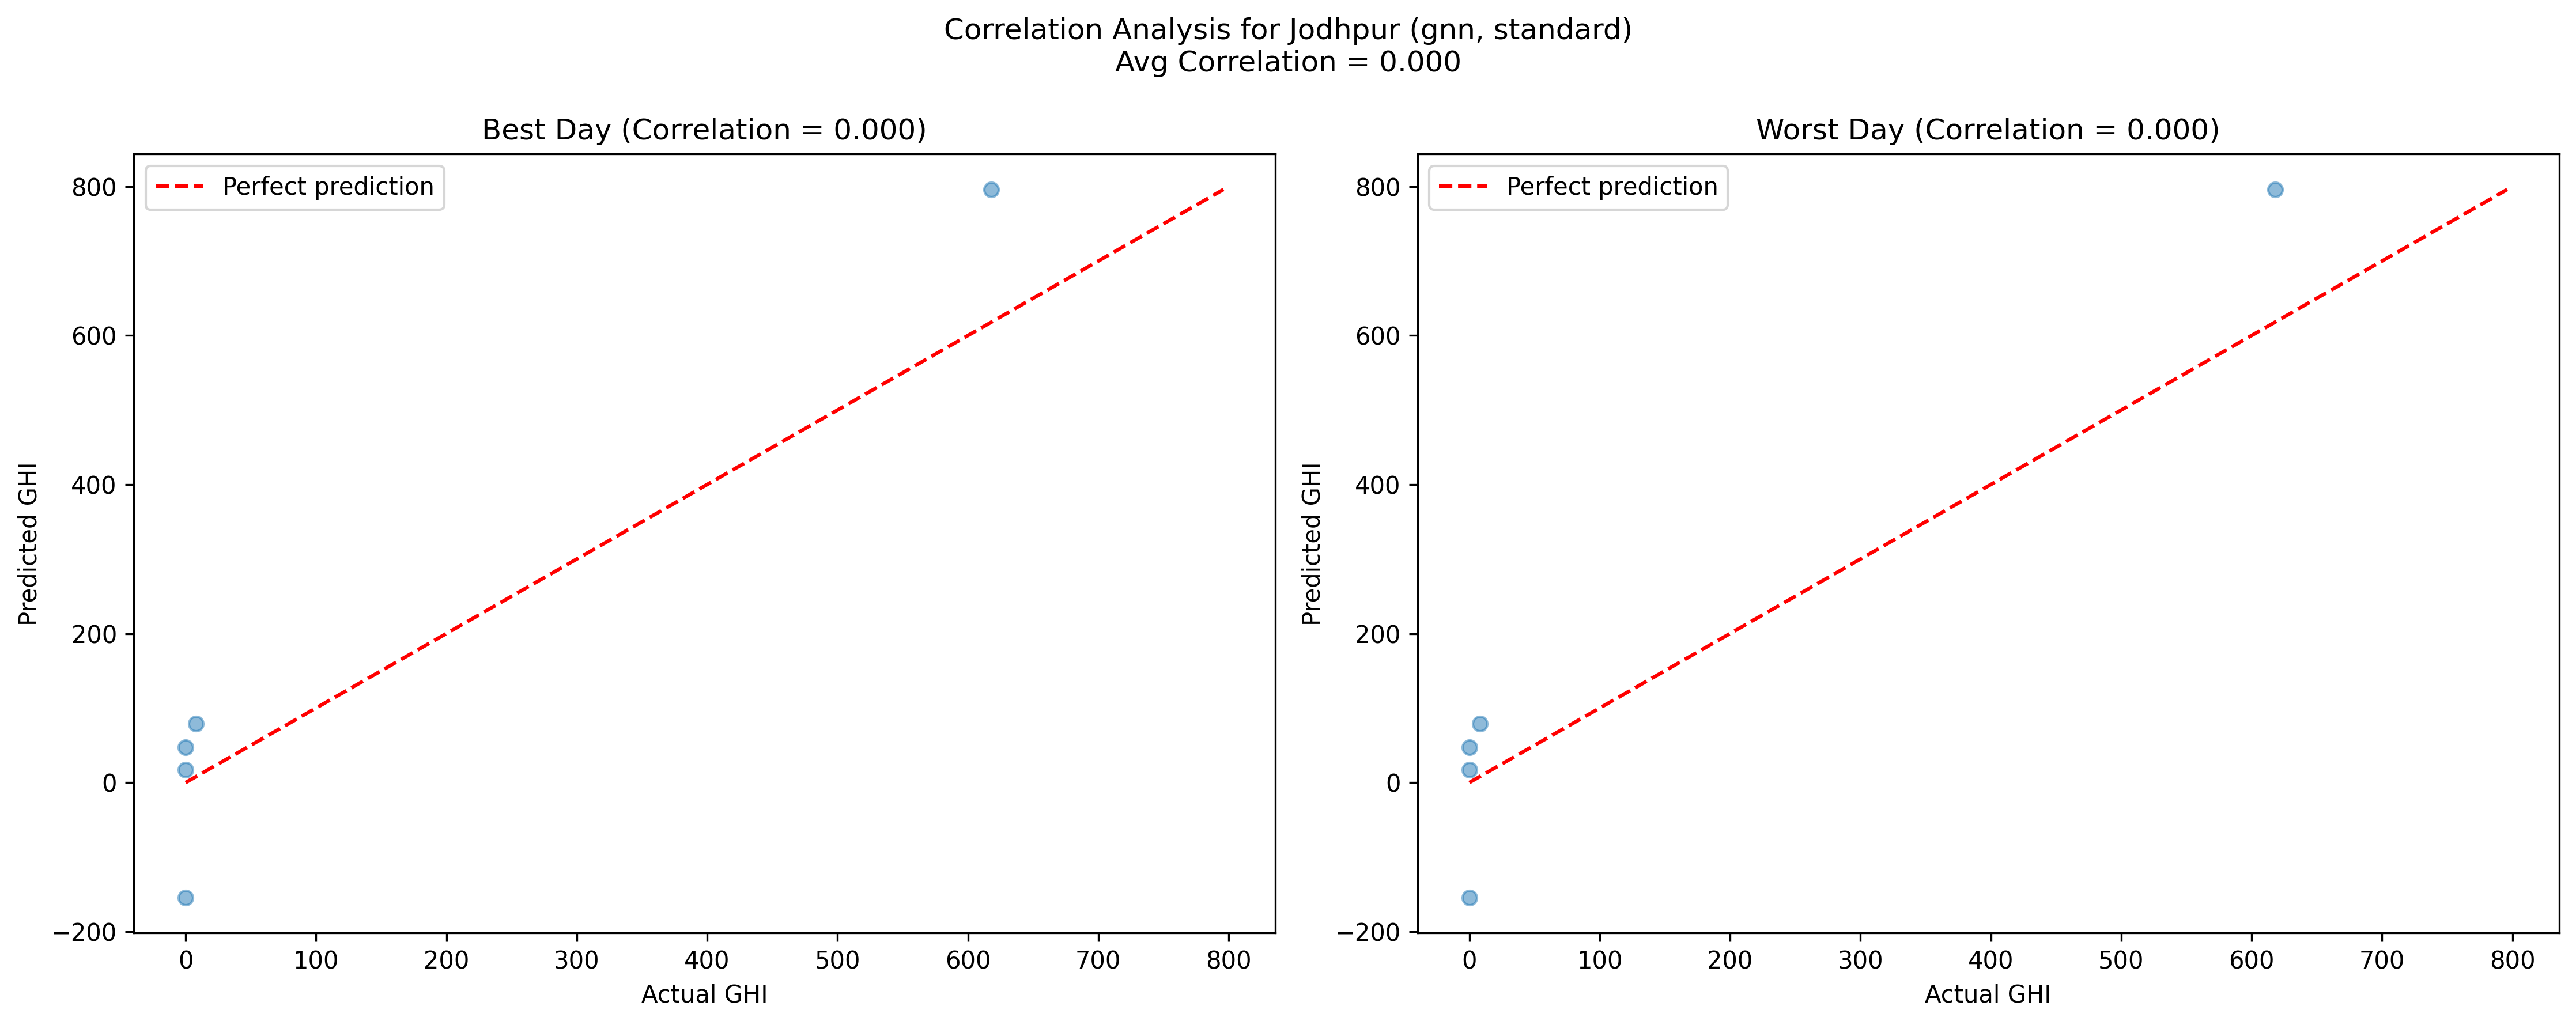 Correlation Analysis for Jodhpur (gnn, standard)
Avg Correlation = 0.000
Best Day (Correlation = 0.000)
Perfect prediction
800
600
400
200
0
−200
Predicted GHI
0 100 200 300 400 500 600 700 800
Actual GHI
Worst Day (Correlation = 0.000)
Perfect prediction
800
600
400
200
0
−200
Predicted GHI
0 100 200 300 400 500 600 700 800
Actual GHI